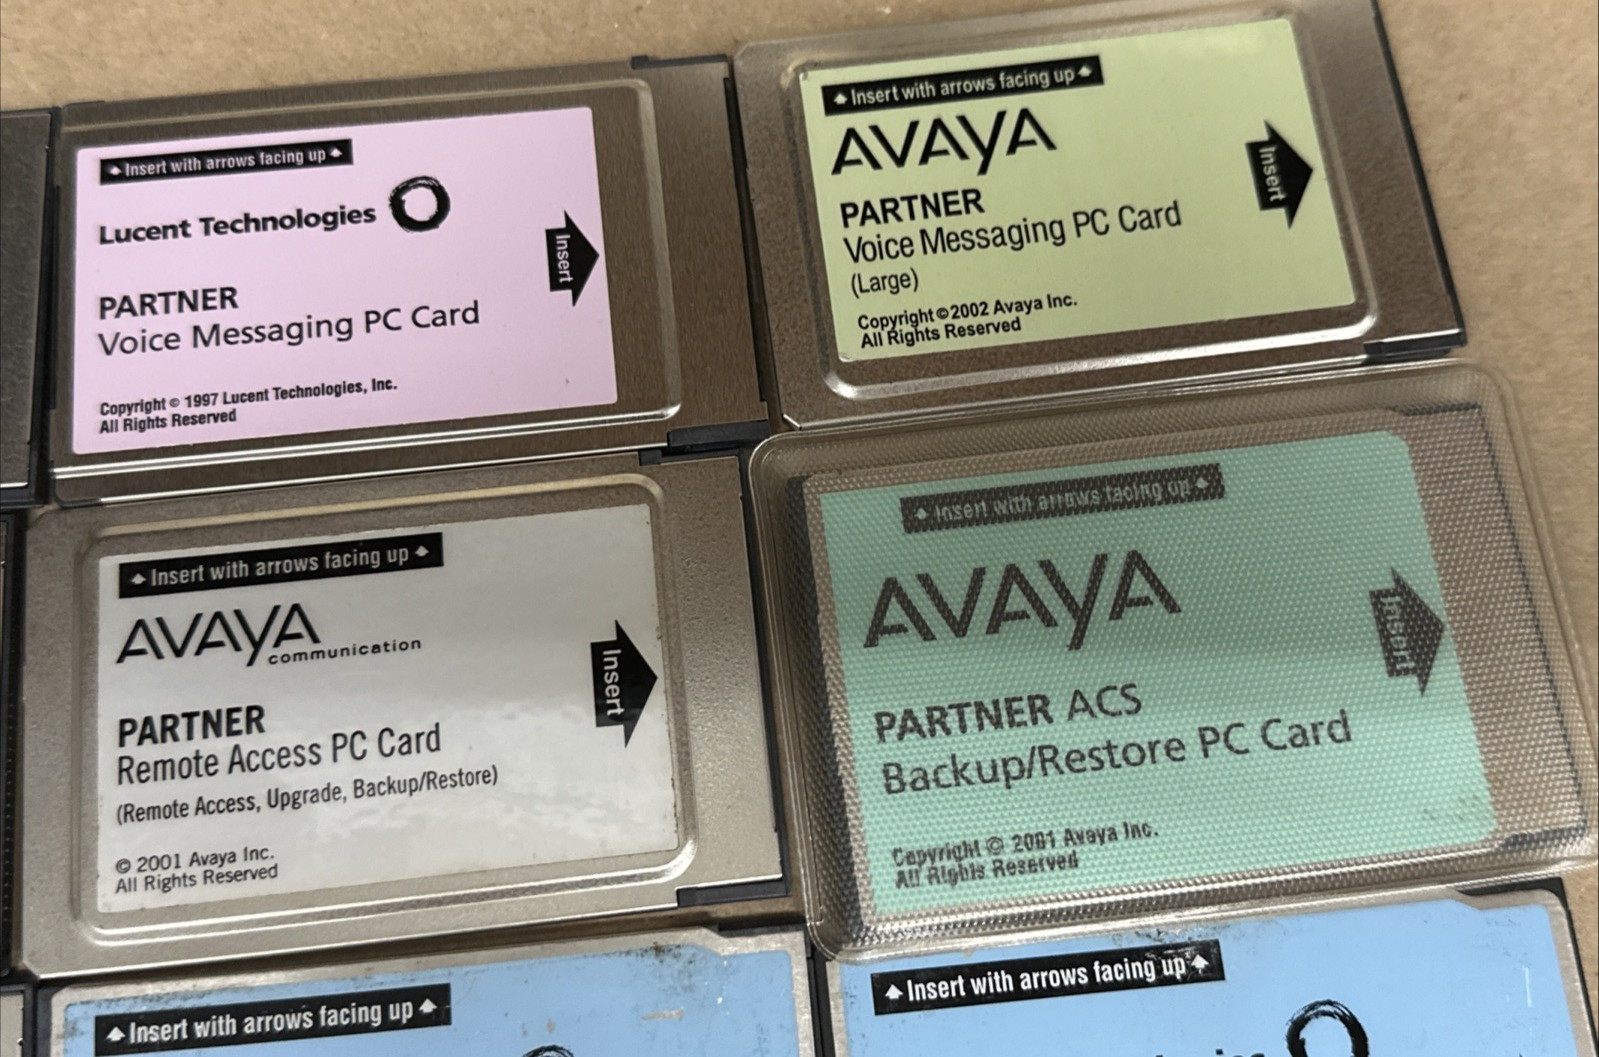 Insert with arrows facing up
Lucent Technologies
Insert
PARTNER
Voice Messaging PC Card
Copyright © 1997 Lucent Technologies, Inc.
All Rights Reserved
Insert with arrows facing up
AVAYA
Insert
PARTNER
Voice Messaging PC Card
(Large)
Copyright©2002 Avaya Inc.
All Rights Reserved
Insert with arrows facing up
AVAYA
communication
Insert
PARTNER
Remote Access PC Card
(Remote Access, Upgrade, Backup/Restore)
© 2001 Avaya Inc.
All Rights Reserved
Insert with arrows facing up
AVAYA
Insert
PARTNER ACS
Backup/Restore PC Card
Copyright © 2001 Avaya Inc.
All Rights Reserved
Insert with arrows facing up
Insert with arrows facing up